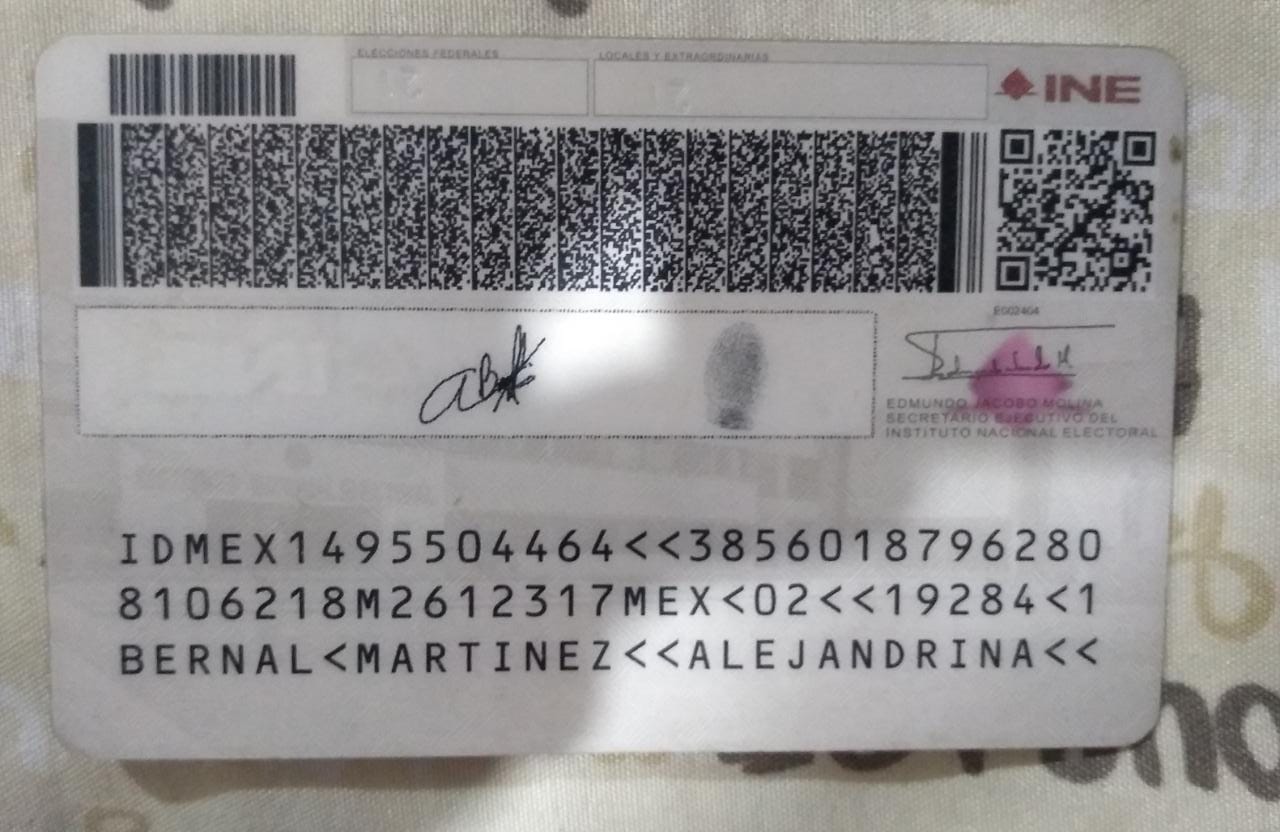 ELECCIONES FEDERALES
LOCALES Y EXTRAORDINARIAS
INE
E002404
EDMUNDO JACOBO MOLINA
SECRETARIO EJECUTIVO DEL
INSTITUTO NACIONAL ELECTORAL
IDMEX1495504464<<3856018796280
8106218M2612317MEX<02<<19284<1
BERNAL<MARTINEZ<<ALEJANDRINA<<